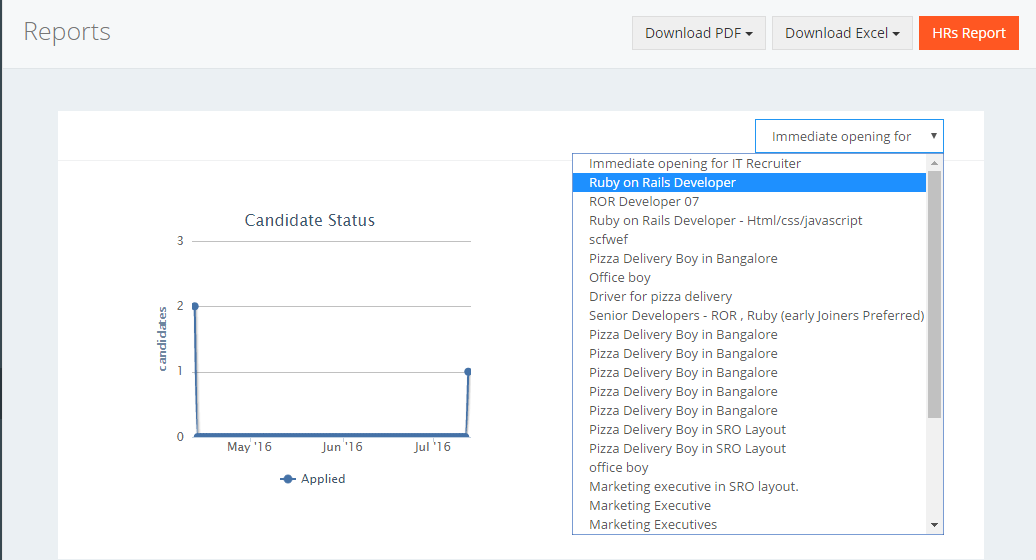 Reports
Download PDF
Download Excel
HRs Report
Immediate opening for
Immediate opening for IT Recruiter
Ruby on Rails Developer
ROR Developer 07
Ruby on Rails Developer - Html/css/javascript
scfwef
Pizza Delivery Boy in Bangalore
Office boy
Driver for pizza delivery
Senior Developers - ROR , Ruby (early Joiners Preferred)
Pizza Delivery Boy in Bangalore
Pizza Delivery Boy in Bangalore
Pizza Delivery Boy in Bangalore
Pizza Delivery Boy in Bangalore
Pizza Delivery Boy in Bangalore
Pizza Delivery Boy in SRO Layout
Pizza Delivery Boy in SRO Layout
office boy
Marketing executive in SRO layout.
Marketing Executive
Marketing Executives
Candidate Status
candidates
3
2
1
0
May '16
Jun '16
Jul '16
Applied